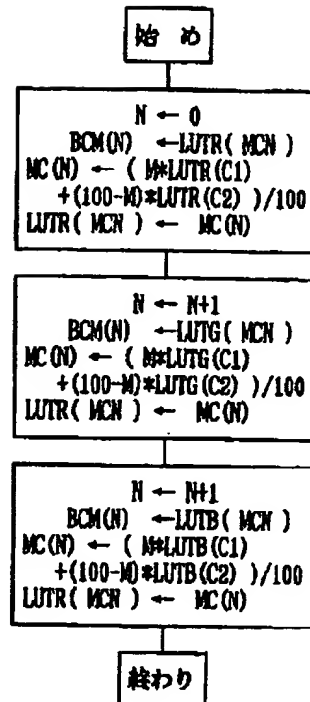 始 め
N ← 0
BCM(N) ←LUTR( MCN )
MC(N) ← ( M*LUTR(C1)
+(100-M)*LUTR(C2) )/100
LUTR( MCN ) ← MC(N)
N ← N+1
BCM(N) ←LUTG( MCN )
MC(N) ← ( M*LUTG(C1)
+(100-M)*LUTG(C2) )/100
LUTR( MCN ) ← MC(N)
N ← N+1
BCM(N) ←LUTB( MCN )
MC(N) ← ( M*LUTB(C1)
+(100-M)*LUTB(C2) )/100
LUTR( MCN ) ← MC(N)
終わり